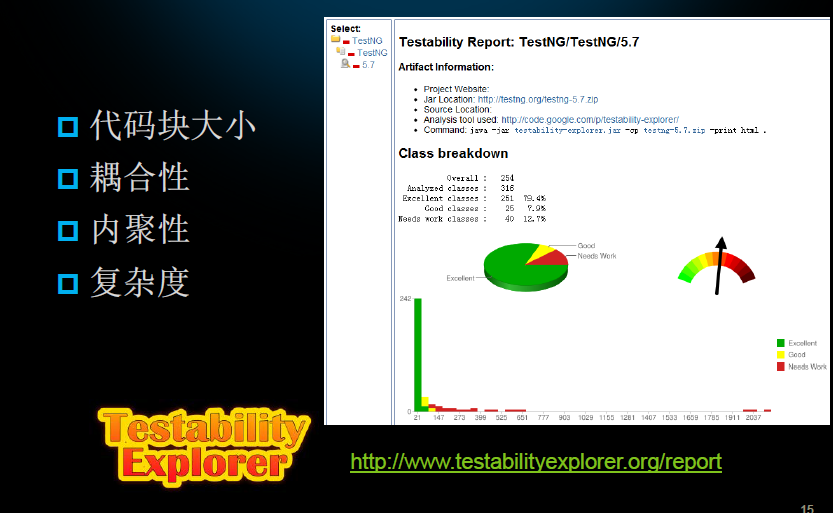 代码块大小
耦合性
内聚性
复杂度
Testability
Explorer
Select:
TestNG
TestNG
5.7
Testability Report: TestNG/TestNG/5.7
Artifact Information:
Project Website:
Jar Location: http://testng.org/testng-5.7.zip
Source Location:
Analysis tool used: http://code.google.com/p/testability-explorer/
Command: java -jar testability-explorer.jar -cp testng-5.7.zip -print html .
Class breakdown
Overall : 254
Analyzed classes : 316
Excellent classes : 251 79.4%
Good classes : 25 7.9%
Needs work classes : 40 12.7%
Good
Needs Work
Excellent
242
0
21 147 273 399 525 651 777 903 1029 1155 1281 1407 1533 1659 1785 1911 2037
Excellent
Good
Needs Work
http://www.testabilityexplorer.org/report
15